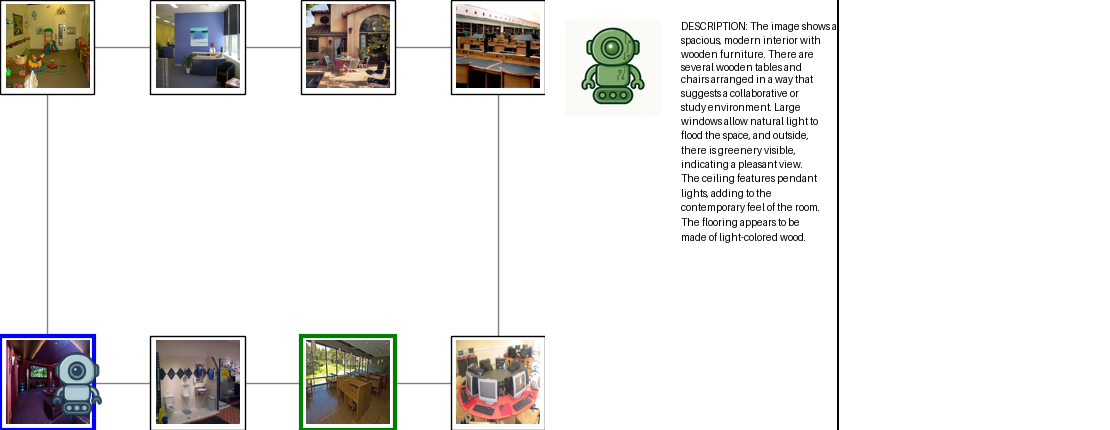 DESCRIPTION: The image shows a
spacious, modern interior with
wooden furniture. There are
several wooden tables and
chairs arranged in a way that
suggests a collaborative or
study environment. Large
windows allow natural light to
flood the space, and outside,
there is greenery visible,
indicating a pleasant view.
The ceiling features pendant
lights, adding to the
contemporary feel of the room.
The flooring appears to be
made of light-colored wood.